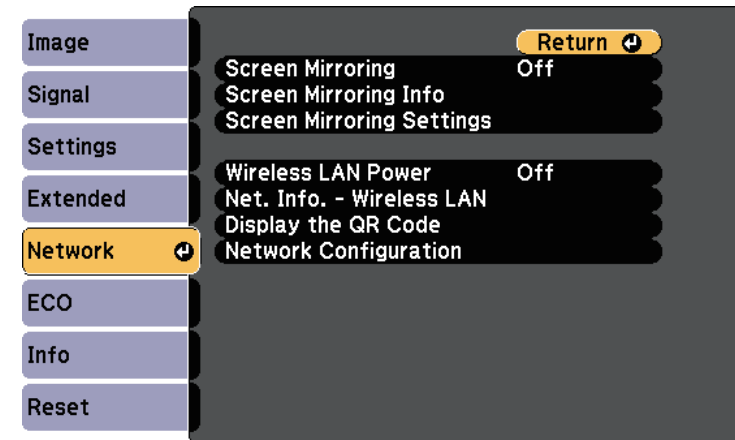 Image
Signal
Settings
Extended
Network
ECO
Info
Reset
Return
Screen Mirroring Off
Screen Mirroring Info
Screen Mirroring Settings
Wireless LAN Power Off
Net. Info. - Wireless LAN
Display the QR Code
Network Configuration